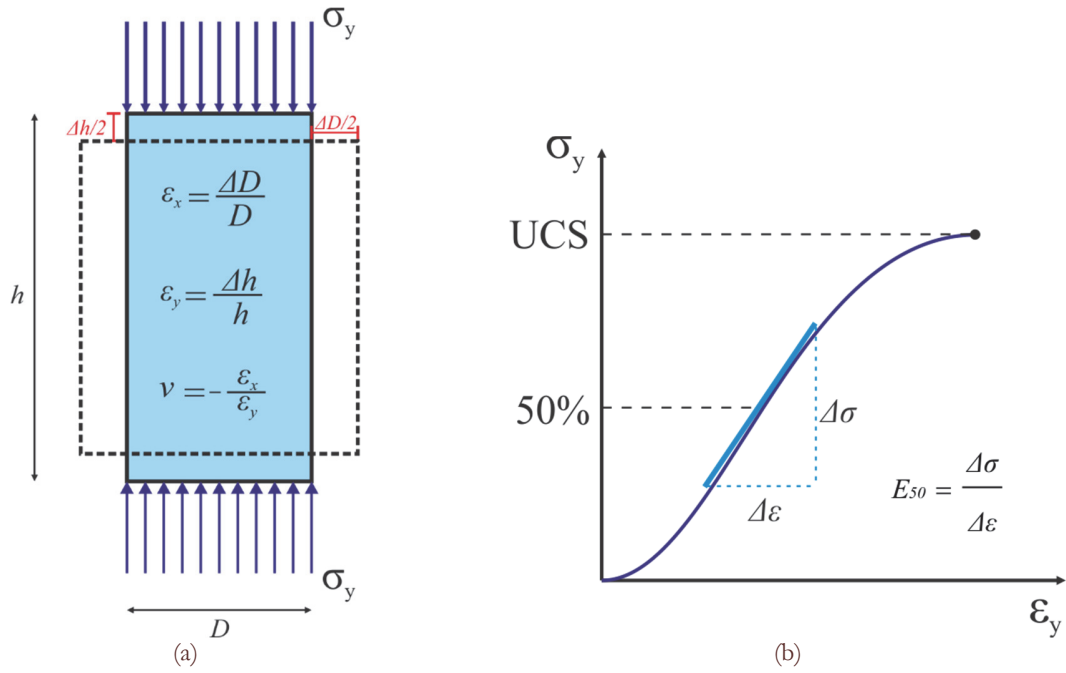 σy
Δh/2
ΔD/2
εx = ΔD/D
h
εy = Δh/h
ν = - εx/εy
σy
D
(a)
σy
UCS
50%
Δσ
Δε
E50 = Δσ/Δε
εy
(b)